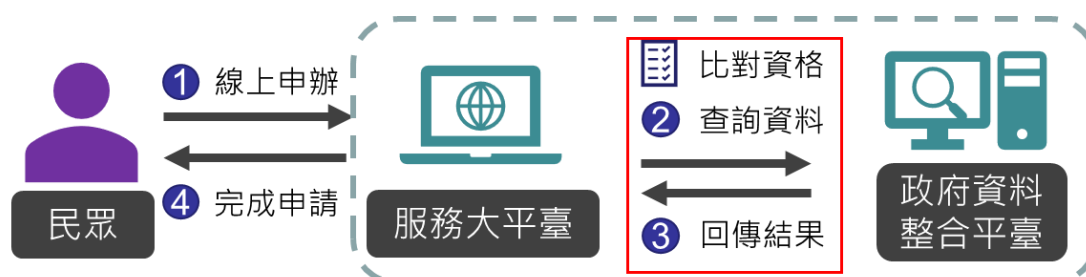 1 線上申辦
4 完成申請
民眾
服務大平臺
比對資格
2 查詢資料
3 回傳結果
政府資料
整合平臺